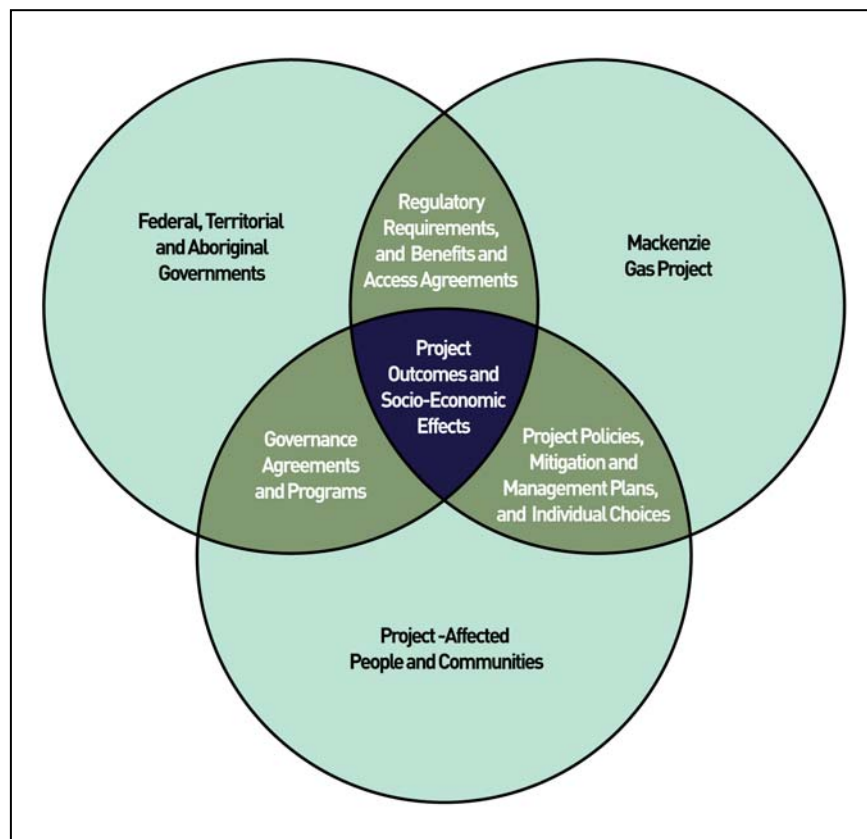 Federal, Territorial
and Aboriginal
Governments
Regulatory
Requirements,
and Benefits and
Access Agreements
Mackenzie
Gas Project
Project
Outcomes and
Socio-Economic
Effects
Governance
Agreements
and Programs
Project Policies,
Mitigation and
Management Plans,
and Individual Choices
Project -Affected
People and Communities